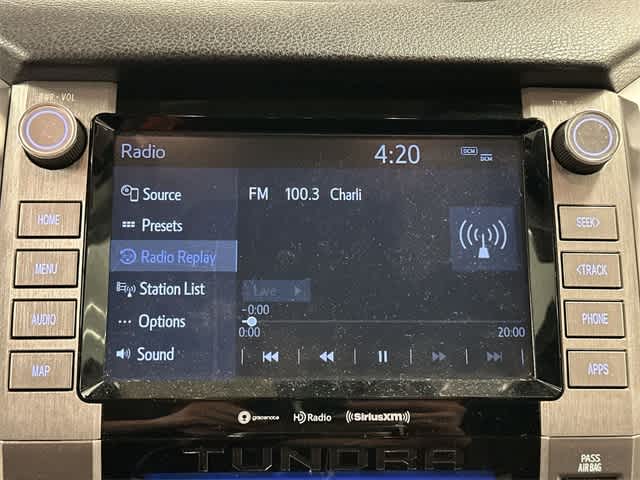 PWR•VOL
TUNE
Radio
4:20
DCM
DCM
Source
FM 100.3 Charli
Presets
Radio Replay
Station List
Options
Sound
Live
-0:00
0:00
20:00
HOME
MENU
AUDIO
MAP
SEEK>
<TRACK
PHONE
APPS
gracenote
HD Radio
((SiriusXM))
TUNDRA
PASS
AIR BAG